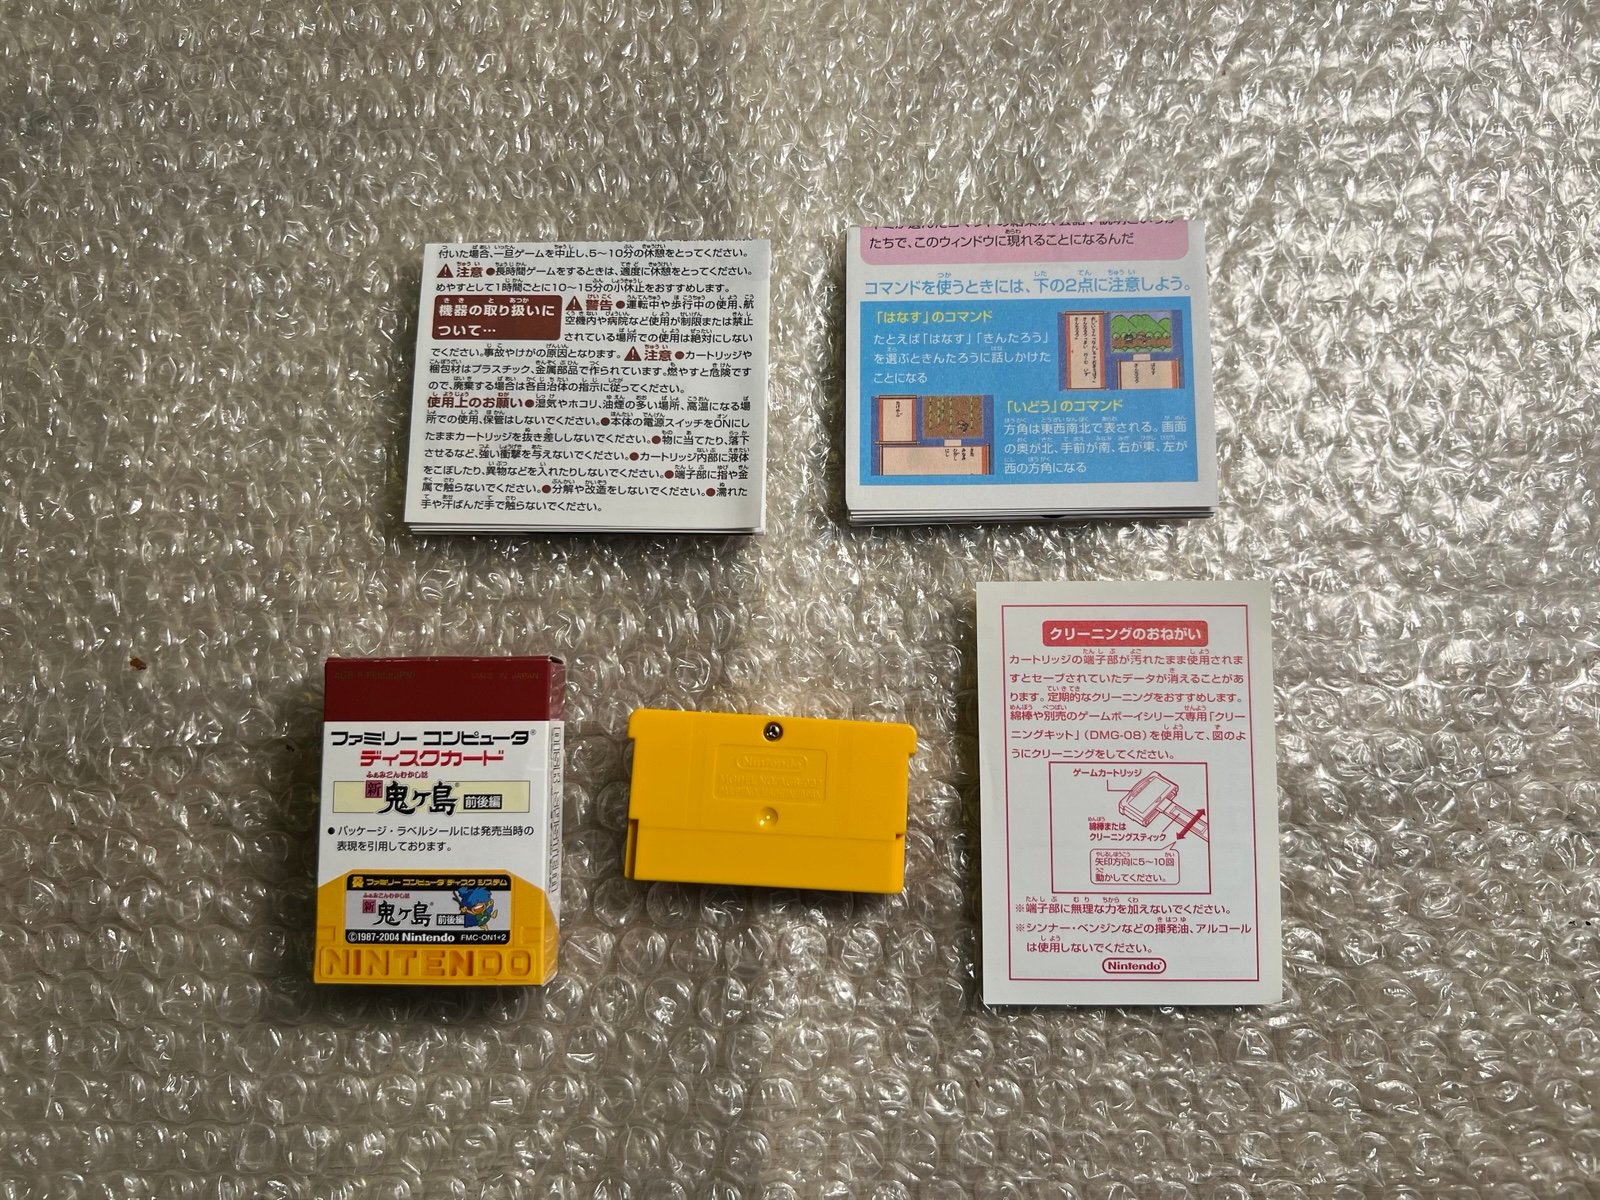 付いた場合、一旦ゲームを中止し、5~10分の休憩をとってください。
注意 ●長時間ゲームをするときは、適度に休憩をとってください。
めやすとして1時間ごとに10~15分の小休止をおすすめします。
機器の取り扱いに
ついて…
警告 ●運転中や歩行中の使用、航
空機内や病院など使用が制限または禁止
されている場所での使用は絶対にしない
でください。事故やけがの原因となります。 注意 ●カートリッジや
梱包材はプラスチック、金属部品で作られています。燃やすと危険です
ので、廃棄する場合は各自治体の指示に従ってください。
使用上のお願い ●湿気やホコリ、油煙の多い場所、高温になる場
所での使用、保管はしないでください。●本体の電源スイッチをONにし
たままカートリッジを抜き差ししないでください。●物に当てたり、落下
させるなど、強い衝撃を与えないでください。●カートリッジ内部に液体
をこぼしたり、異物などを入れたりしないでください。●端子部に指や金
属で触らないでください。●分解や改造をしないでください。●濡れた
手や汗ばんだ手で触らないでください。
たちで、このウィンドウに現れることになるんだ
コマンドを使うときには、下の2点に注意しよう。
「はなす」のコマンド
たとえば「はなす」「きんたろう」
を選ぶときんたろうに話しかけた
ことになる
「いどう」のコマンド
方角は東西南北で表される。画面
の奥が北、手前が南、右が東、左が
西の方角になる
MADE IN JAPAN
ファミリー コンピュータ®
ディスクカード
ふぁみこんむかし話
新 鬼ヶ島 前後編
●パッケージ・ラベルシールには発売当時の
表現を引用しております。
ファミリー コンピュータ ディスク システム
ふぁみこんむかし話
新 鬼ヶ島 前後編
©1987-2004 Nintendo FMC-ON1+2
NINTENDO
Nintendo
クリーニングのおねがい
カートリッジの端子部が汚れたまま使用されま
すとセーブされていたデータが消えることがあ
ります。定期的なクリーニングをおすすめします。
綿棒や別売のゲームボーイシリーズ専用「クリー
ニングキット」(DMG-08)を使用して、図のよ
うにクリーニングをしてください。
ゲームカートリッジ
綿棒または
クリーニングスティック
矢印方向に5~10回
動かしてください。
※端子部に無理な力を加えないでください。
※シンナー・ベンジンなどの揮発油、アルコール
は使用しないでください。
Nintendo